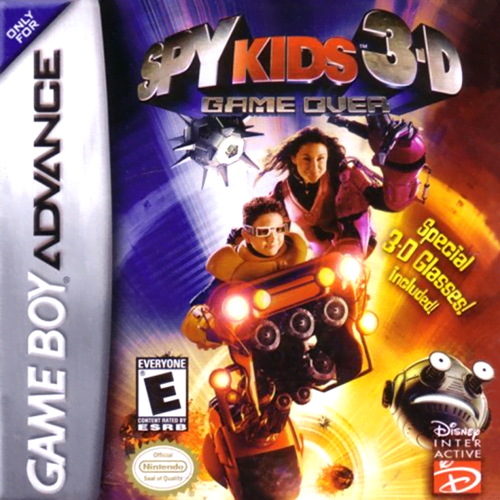 ONLY
FOR
GAME BOY ADVANCE
SPY KIDS 3-D
TM
GAME OVER
Special
3-D Glasses!
included!
EVERYONE
E
CONTENT RATED BY
ESRB
Official
Nintendo
Seal of Quality
Disney
INTER
ACTIVE
D